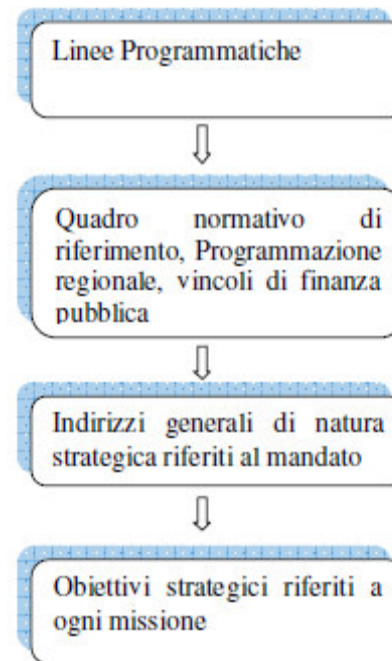 Linee Programmatiche
Quadro normativo di
riferimento, Programmazione
regionale, vincoli di finanza
pubblica
Indirizzi generali di natura
strategica riferiti al mandato
Obiettivi strategici riferiti a
ogni missione